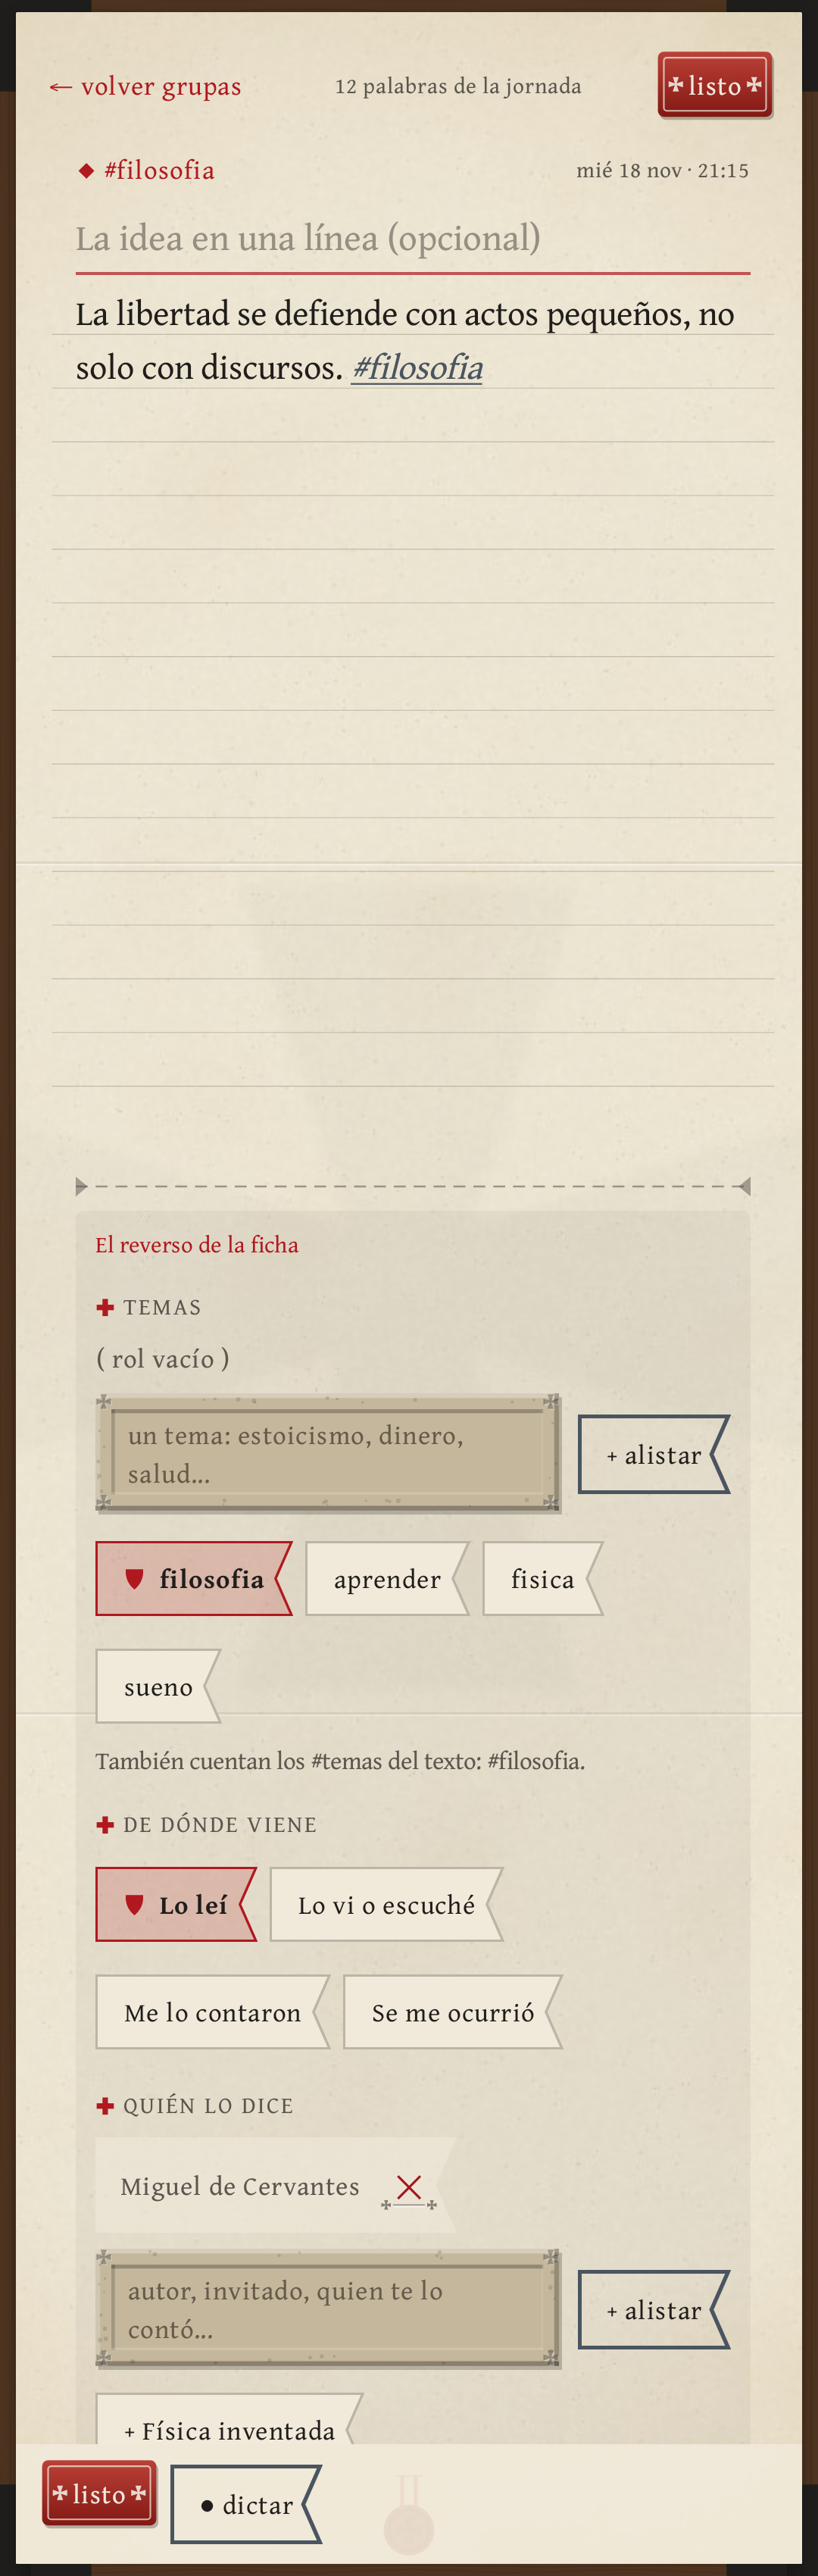 ← volver grupas
12 palabras de la jornada
listo
#filosofia
mié 18 nov · 21:15
La idea en una línea (opcional)
La libertad se defiende con actos pequeños, no
solo con discursos. #filosofia
El reverso de la ficha
TEMAS
( rol vacío )
un tema: estoicismo, dinero,
salud...
+ alistar
filosofia
aprender
fisica
sueno
También cuentan los #temas del texto: #filosofia.
DE DÓNDE VIENE
Lo leí
Lo vi o escuché
Me lo contaron
Se me ocurrió
QUIÉN LO DICE
Miguel de Cervantes
autor, invitado, quien te lo
contó...
+ alistar
+ Física inventada
listo
dictar